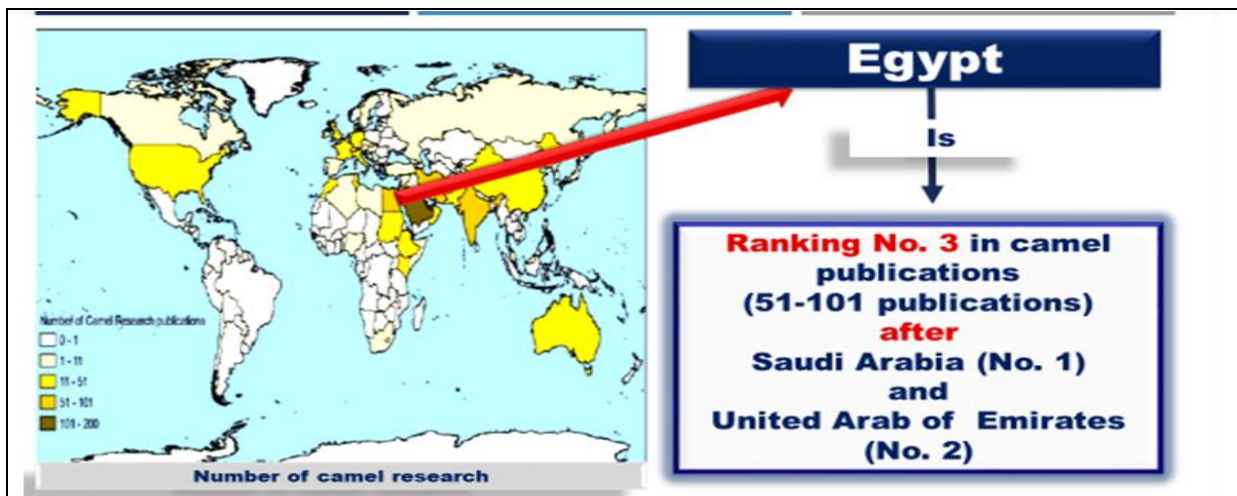 Egypt
Is
Ranking No. 3 in camel
publications
(51-101 publications)
after
Saudi Arabia (No. 1)
and
United Arab of Emirates
(No. 2)
Number of Camel Research publications
0 - 1
1 - 11
11 - 51
51 - 101
101 - 200
Number of camel research